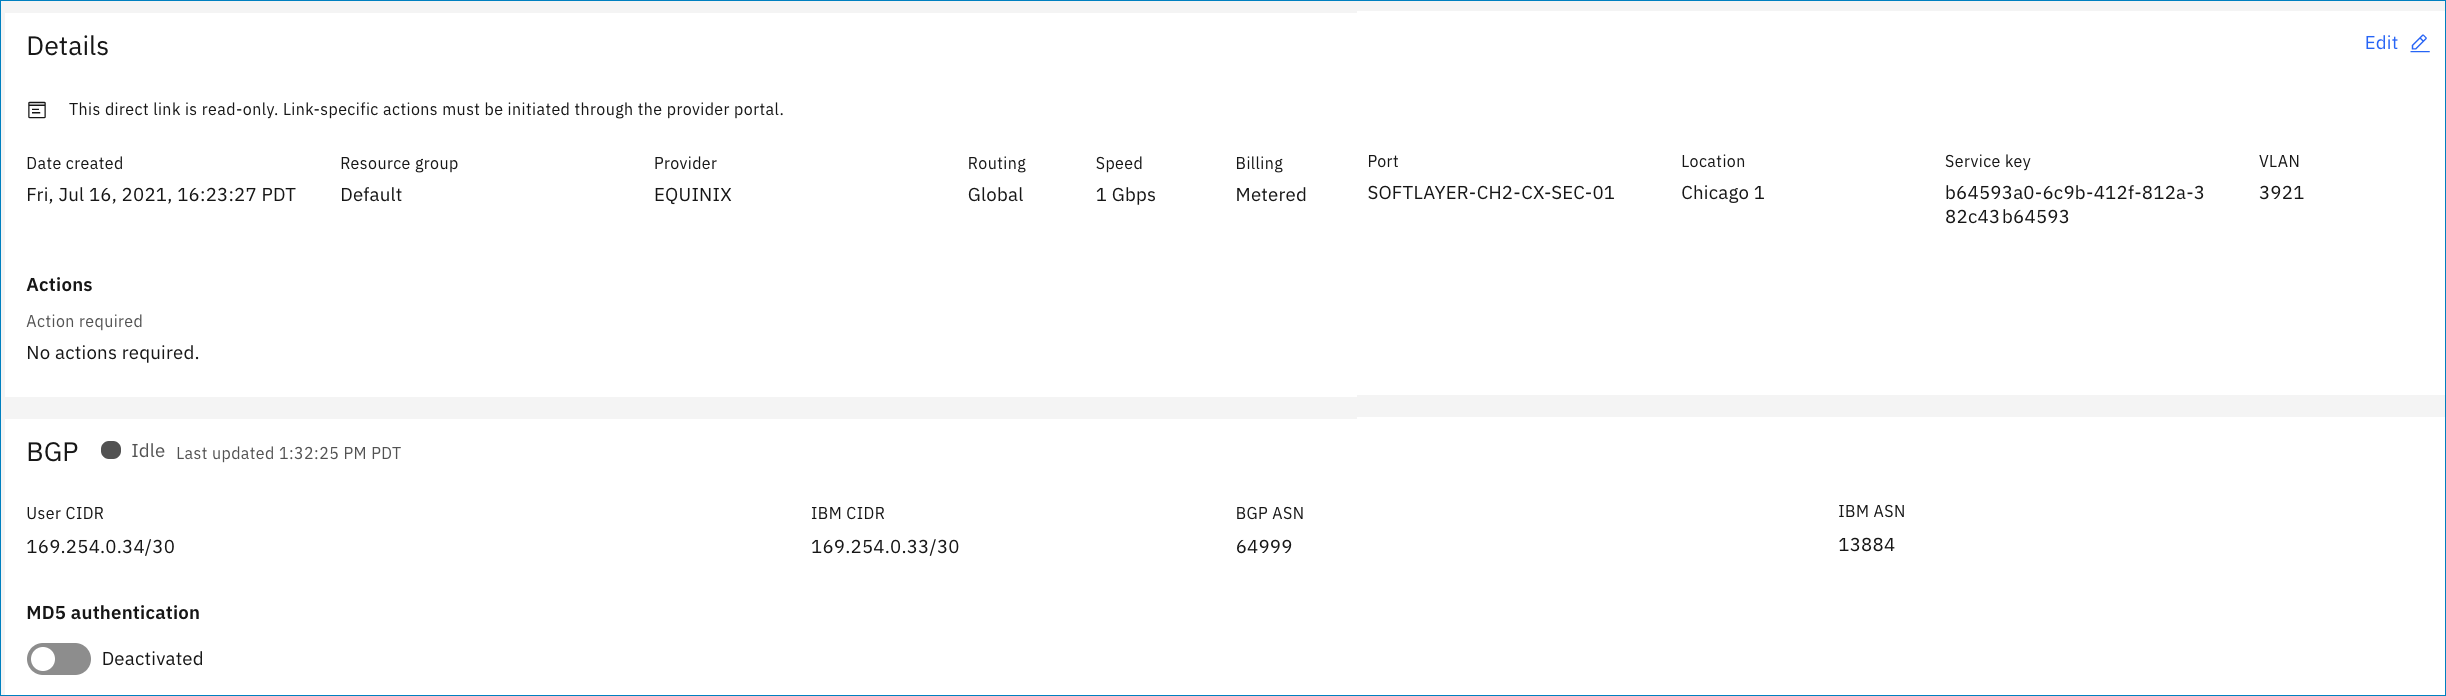 Details
Edit
This direct link is read-only. Link-specific actions must be initiated through the provider portal.
Date created
Fri, Jul 16, 2021, 16:23:27 PDT
Resource group
Default
Provider
EQUINIX
Routing
Global
Speed
1 Gbps
Billing
Metered
Port
SOFTLAYER-CH2-CX-SEC-01
Location
Chicago 1
Service key
b64593a0-6c9b-412f-812a-3
82c43b64593
VLAN
3921
Actions
Action required
No actions required.
BGP
Idle
Last updated 1:32:25 PM PDT
User CIDR
169.254.0.34/30
IBM CIDR
169.254.0.33/30
BGP ASN
64999
IBM ASN
13884
MD5 authentication
Deactivated